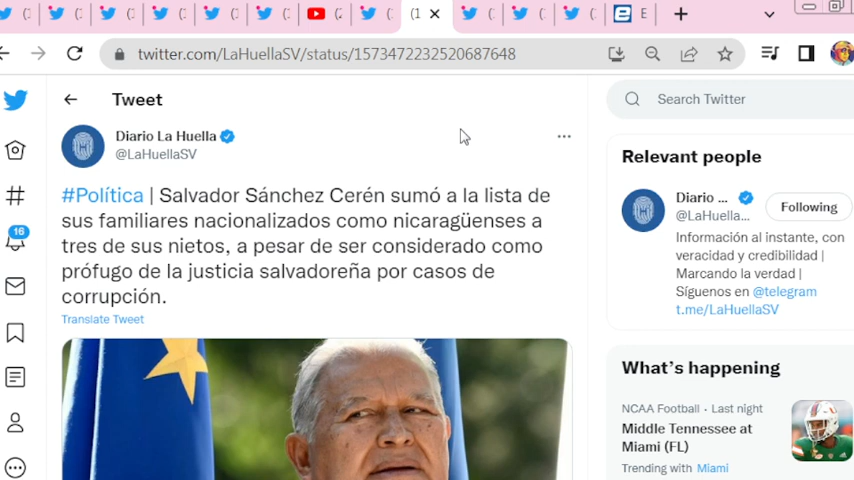 (1
E
twitter.com/LaHuellaSV/status/1573472232520687648
Tweet
Search Twitter
Diario La Huella
@LaHuellaSV
#Política | Salvador Sánchez Cerén sumó a la lista de
sus familiares nacionalizados como nicaragüenses a
tres de sus nietos, a pesar de ser considerado como
prófugo de la justicia salvadoreña por casos de
corrupción.
Translate Tweet
16
Relevant people
Diario ...
@LaHuella...
Following
Información al instante, con
veracidad y credibilidad |
Marcando la verdad |
Síguenos en @telegram
t.me/LaHuellaSV
What's happening
NCAA Football · Last night
Middle Tennessee at
Miami (FL)
Trending with Miami